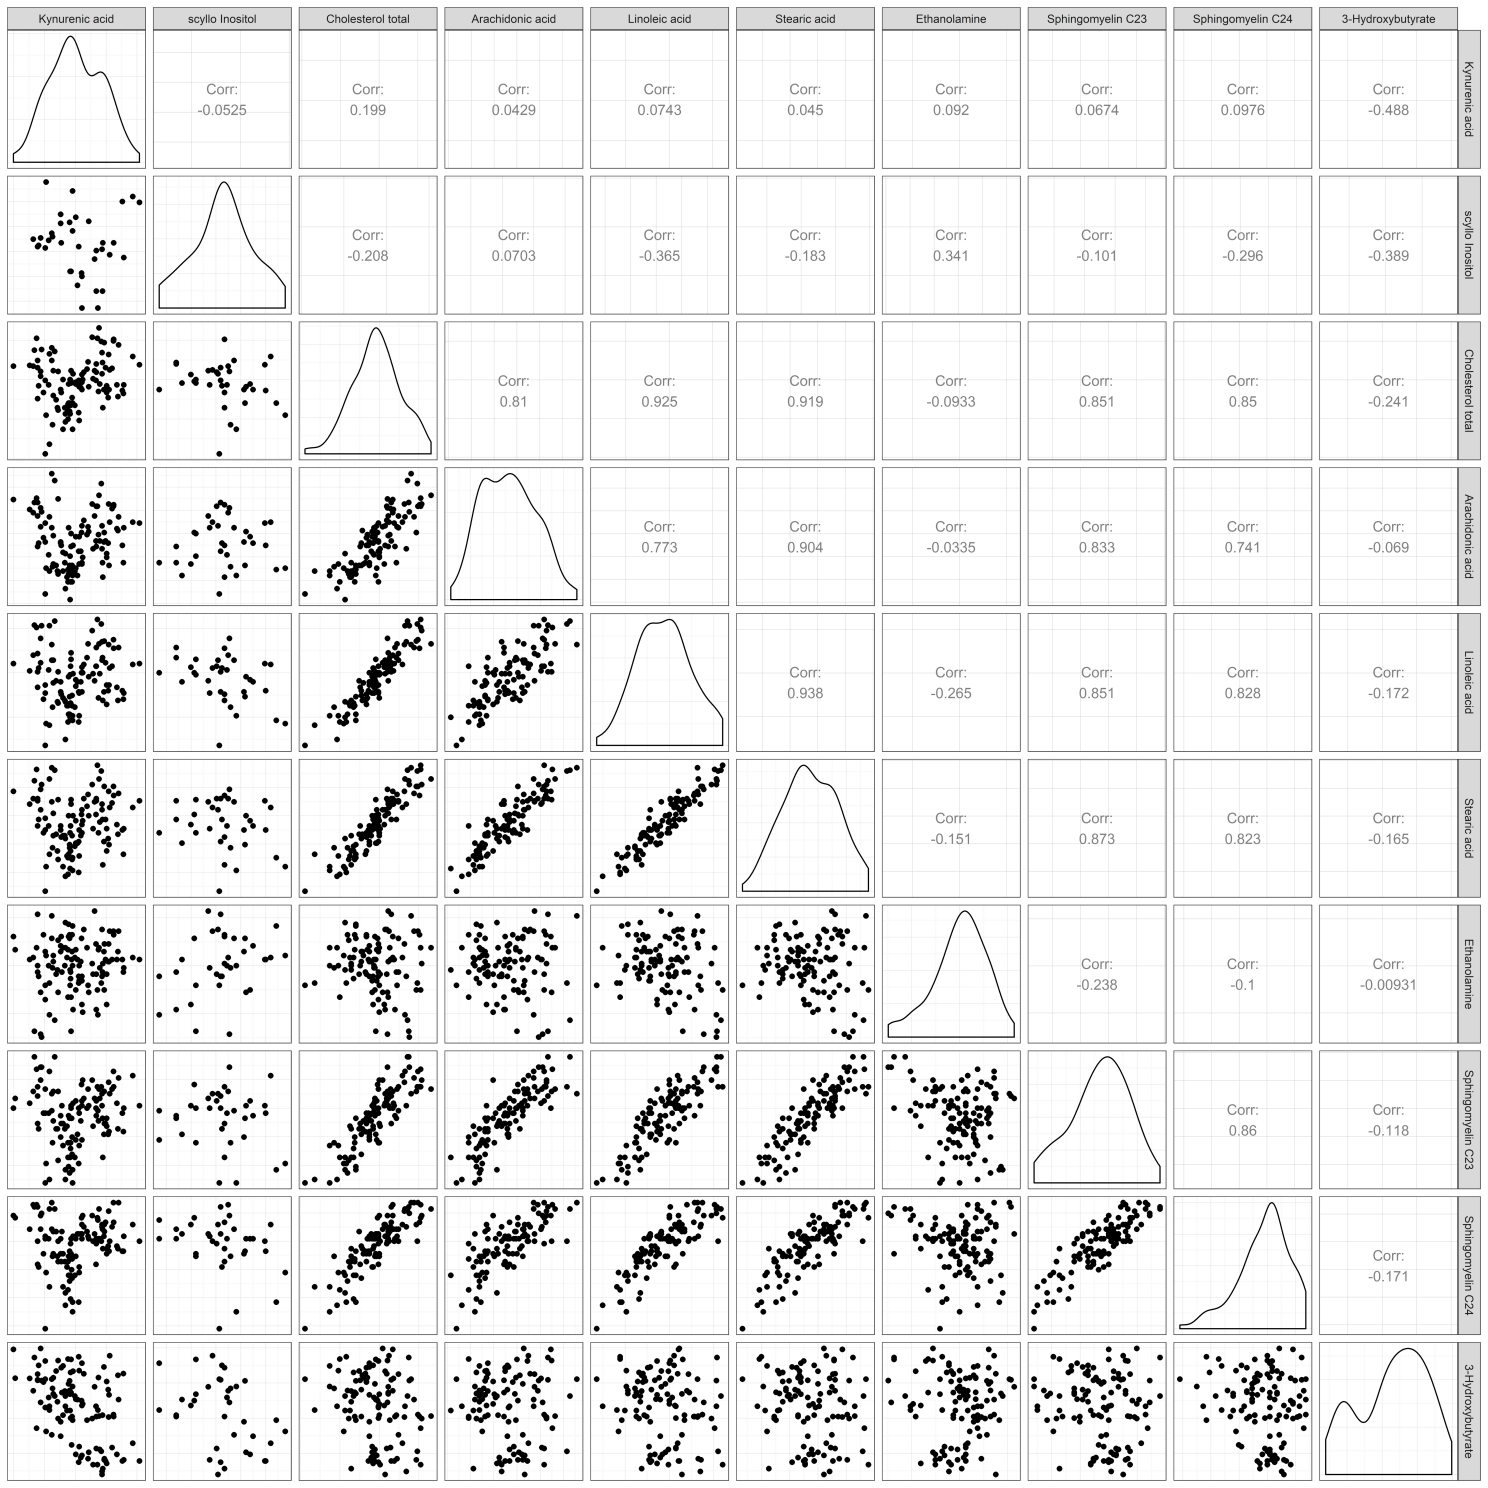 Kynurenic acid
scyllo Inositol
Cholesterol total
Arachidonic acid
Linoleic acid
Stearic acid
Ethanolamine
Sphingomyelin C23
Sphingomyelin C24
3-Hydroxybutyrate
Corr:
-0.0525
Corr:
0.199
Corr:
0.0429
Corr:
0.0743
Corr:
0.045
Corr:
0.092
Corr:
0.0674
Corr:
0.0976
Corr:
-0.488
Kynurenic acid
Corr:
-0.208
Corr:
0.0703
Corr:
-0.365
Corr:
-0.183
Corr:
0.341
Corr:
-0.101
Corr:
-0.296
Corr:
-0.389
scyllo Inositol
Corr:
0.81
Corr:
0.925
Corr:
0.919
Corr:
-0.0933
Corr:
0.851
Corr:
0.85
Corr:
-0.241
Cholesterol total
Corr:
0.773
Corr:
0.904
Corr:
-0.0335
Corr:
0.833
Corr:
0.741
Corr:
-0.069
Arachidonic acid
Corr:
0.938
Corr:
-0.265
Corr:
0.851
Corr:
0.828
Corr:
-0.172
Linoleic acid
Corr:
-0.151
Corr:
0.873
Corr:
0.823
Corr:
-0.165
Stearic acid
Corr:
-0.238
Corr:
-0.1
Corr:
-0.00931
Ethanolamine
Corr:
0.86
Corr:
-0.118
Sphingomyelin C23
Corr:
-0.171
Sphingomyelin C24
3-Hydroxybutyrate